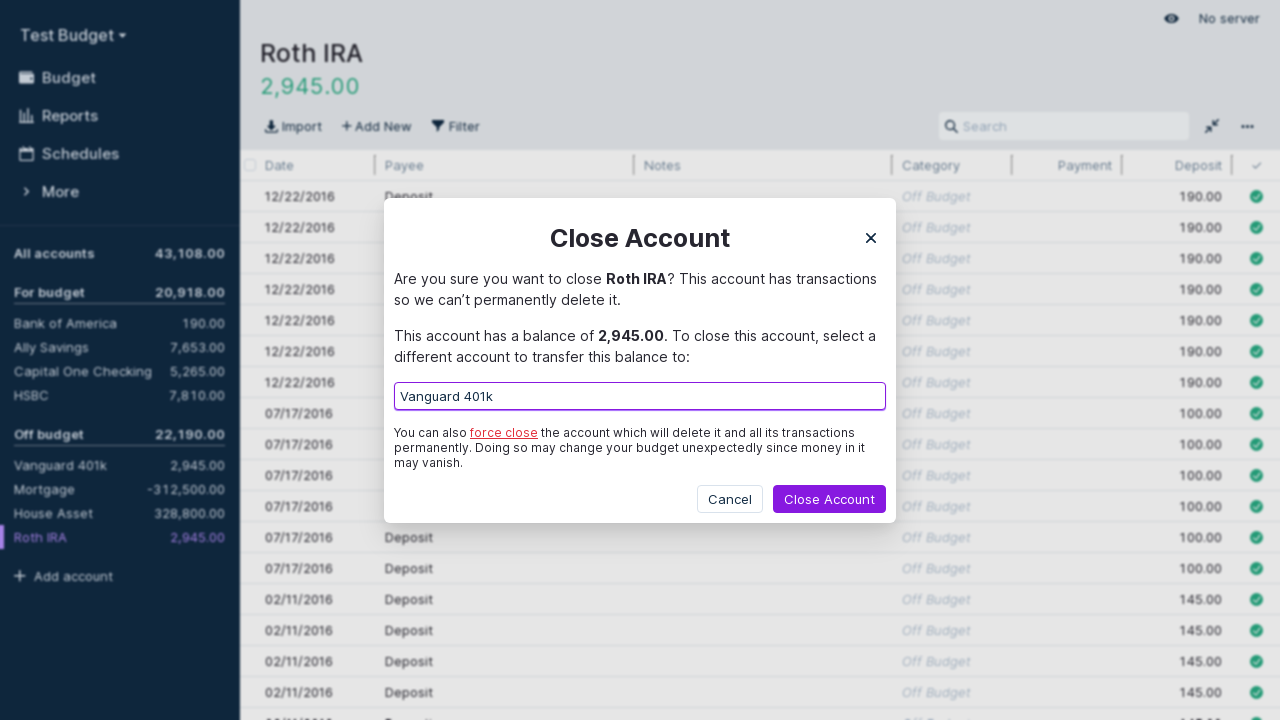 Test Budget
Budget
Reports
Schedules
More
All accounts 43,108.00
For budget 20,918.00
Bank of America 190.00
Ally Savings 7,653.00
Capital One Checking 5,265.00
HSBC 7,810.00
Off budget 22,190.00
Vanguard 401k 2,945.00
Mortgage -312,500.00
House Asset 328,800.00
Roth IRA 2,945.00
Add account
No server
Roth IRA
2,945.00
Import Add New Filter Search
Date Payee Notes Category Payment Deposit
12/22/2016 Deposit Off Budget 190.00
12/22/2016 Off Budget 190.00
12/22/2016 Off Budget 190.00
12/22/2016 Off Budget 190.00
12/22/2016 Off Budget 190.00
12/22/2016 Off Budget 190.00
12/22/2016 Off Budget 190.00
07/17/2016 Off Budget 100.00
07/17/2016 Off Budget 100.00
07/17/2016 Off Budget 100.00
07/17/2016 Off Budget 100.00
07/17/2016 Deposit Off Budget 100.00
07/17/2016 Deposit Off Budget 100.00
02/11/2016 Deposit Off Budget 145.00
02/11/2016 Deposit Off Budget 145.00
02/11/2016 Deposit Off Budget 145.00
02/11/2016 Deposit Off Budget 145.00
Close Account
Are you sure you want to close Roth IRA? This account has transactions
so we can’t permanently delete it.
This account has a balance of 2,945.00. To close this account, select a
different account to transfer this balance to:
Vanguard 401k
You can also force close the account which will delete it and all its transactions
permanently. Doing so may change your budget unexpectedly since money in it
may vanish.
Cancel Close Account